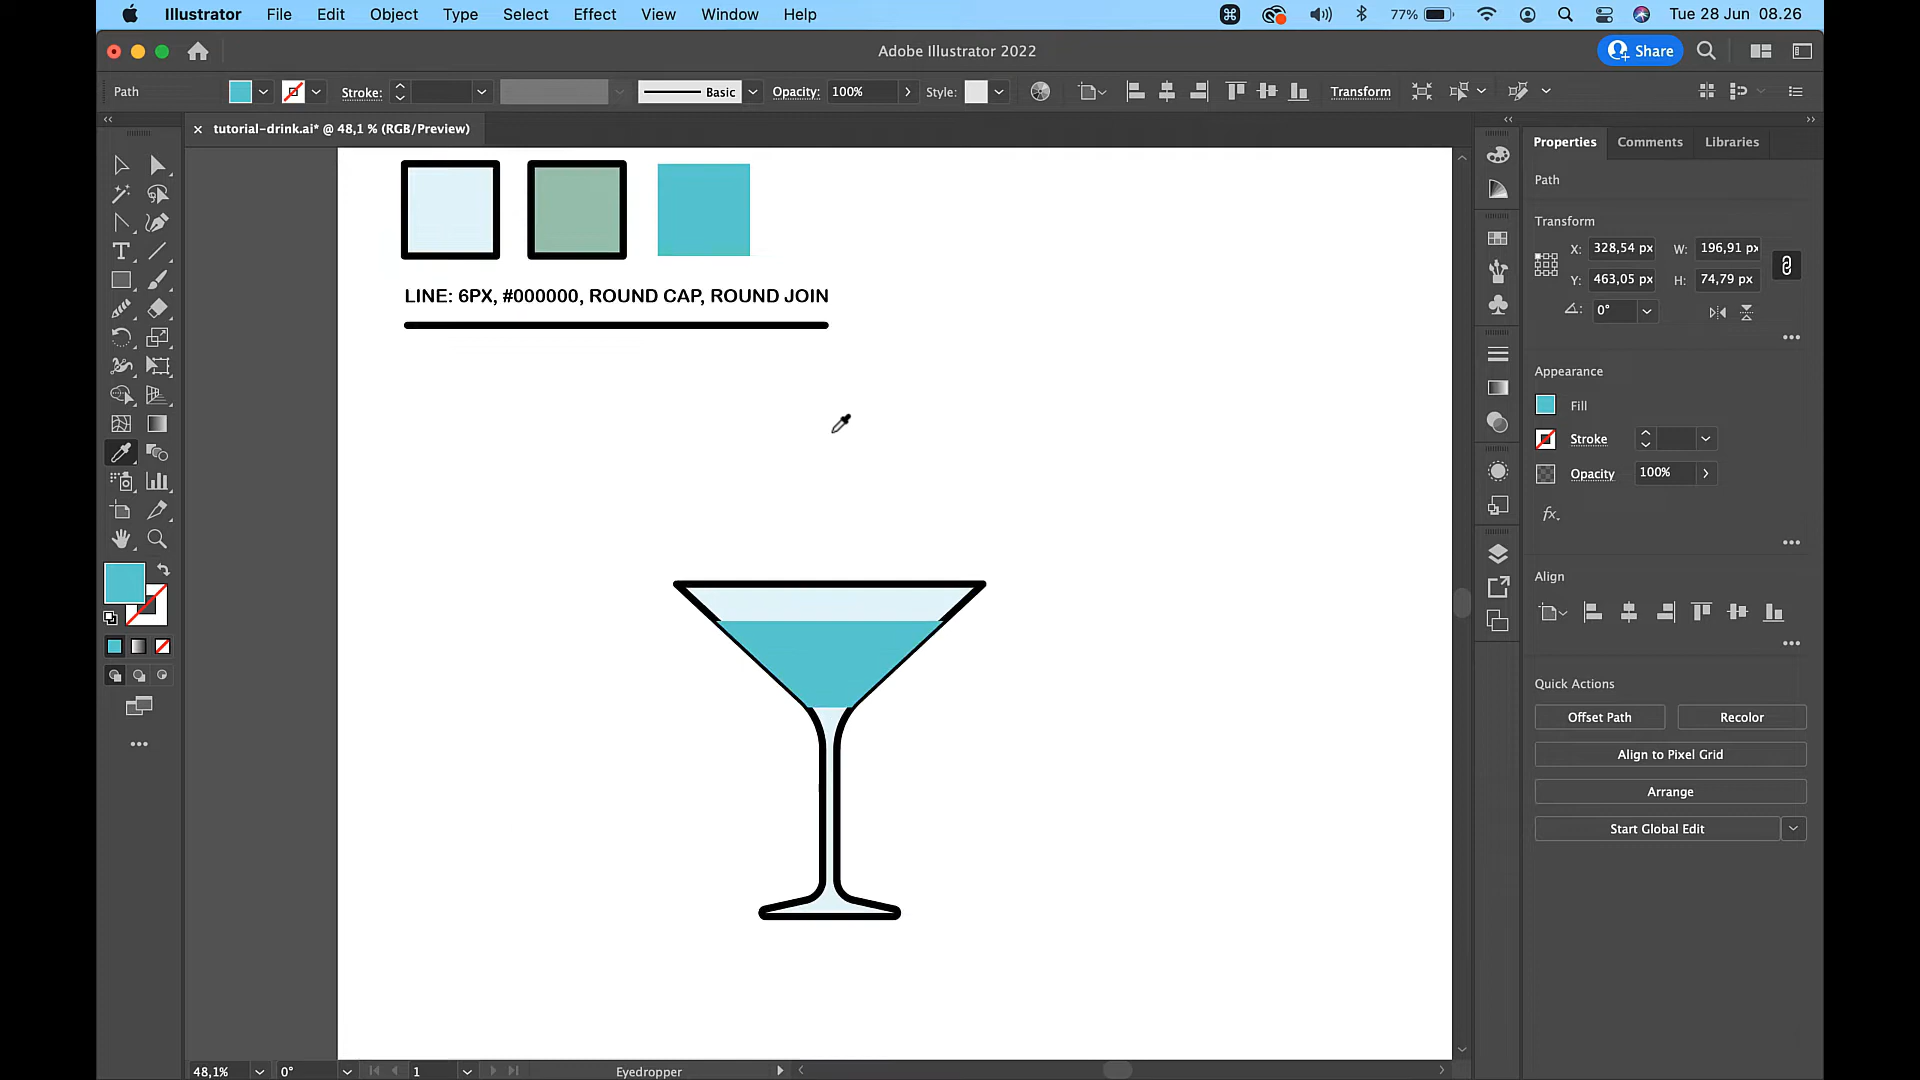 Illustrator File Edit Object Type Select Effect View Window Help 77% Tue 28 Jun 08.26
Adobe Illustrator 2022 Share
Path Stroke: Basic Opacity: 100% Style: Transform
tutorial-drink.ai* @ 48,1 % (RGB/Preview)
Properties Comments Libraries
Path
Transform
X: 328,54 px W: 196,91 px
Y: 463,05 px H: 74,79 px
0°
Appearance
Fill
Stroke
Opacity 100%
fx
Align
Quick Actions
Offset Path Recolor
Align to Pixel Grid
Arrange
Start Global Edit
LINE: 6PX, #000000, ROUND CAP, ROUND JOIN
48,1% 0° 1 Eyedropper